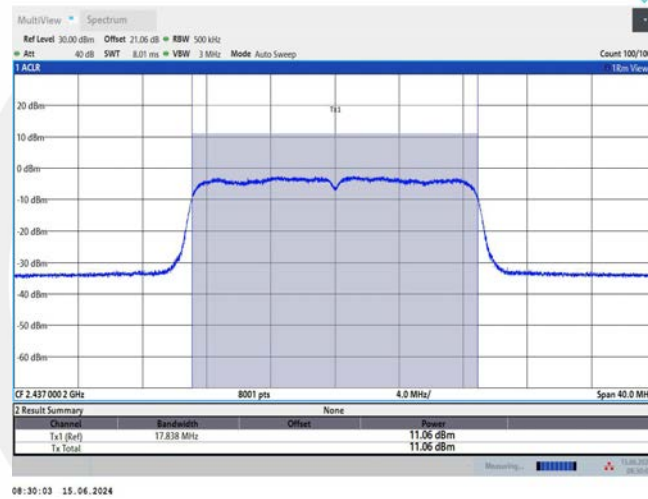 MultiView Spectrum
Ref Level 30.00 dBm Offset 21.06 dB RBW 500 kHz
Att 40 dB SWT 8.01 ms VBW 3 MHz Mode Auto Sweep Count 100/100
1 ACLR 1Rm View
Tx1
20 dBm
10 dBm
0 dBm
-10 dBm
-20 dBm
-30 dBm
-40 dBm
-50 dBm
-60 dBm
CF 2.437 000 2 GHz 8001 pts 4.0 MHz/ Span 40.0 MH
2 Result Summary None
Channel Bandwidth Offset Power
Tx1 (Ref) 17.838 MHz 11.06 dBm
Tx Total 11.06 dBm
Measuring...
08:30:03 15.06.2024